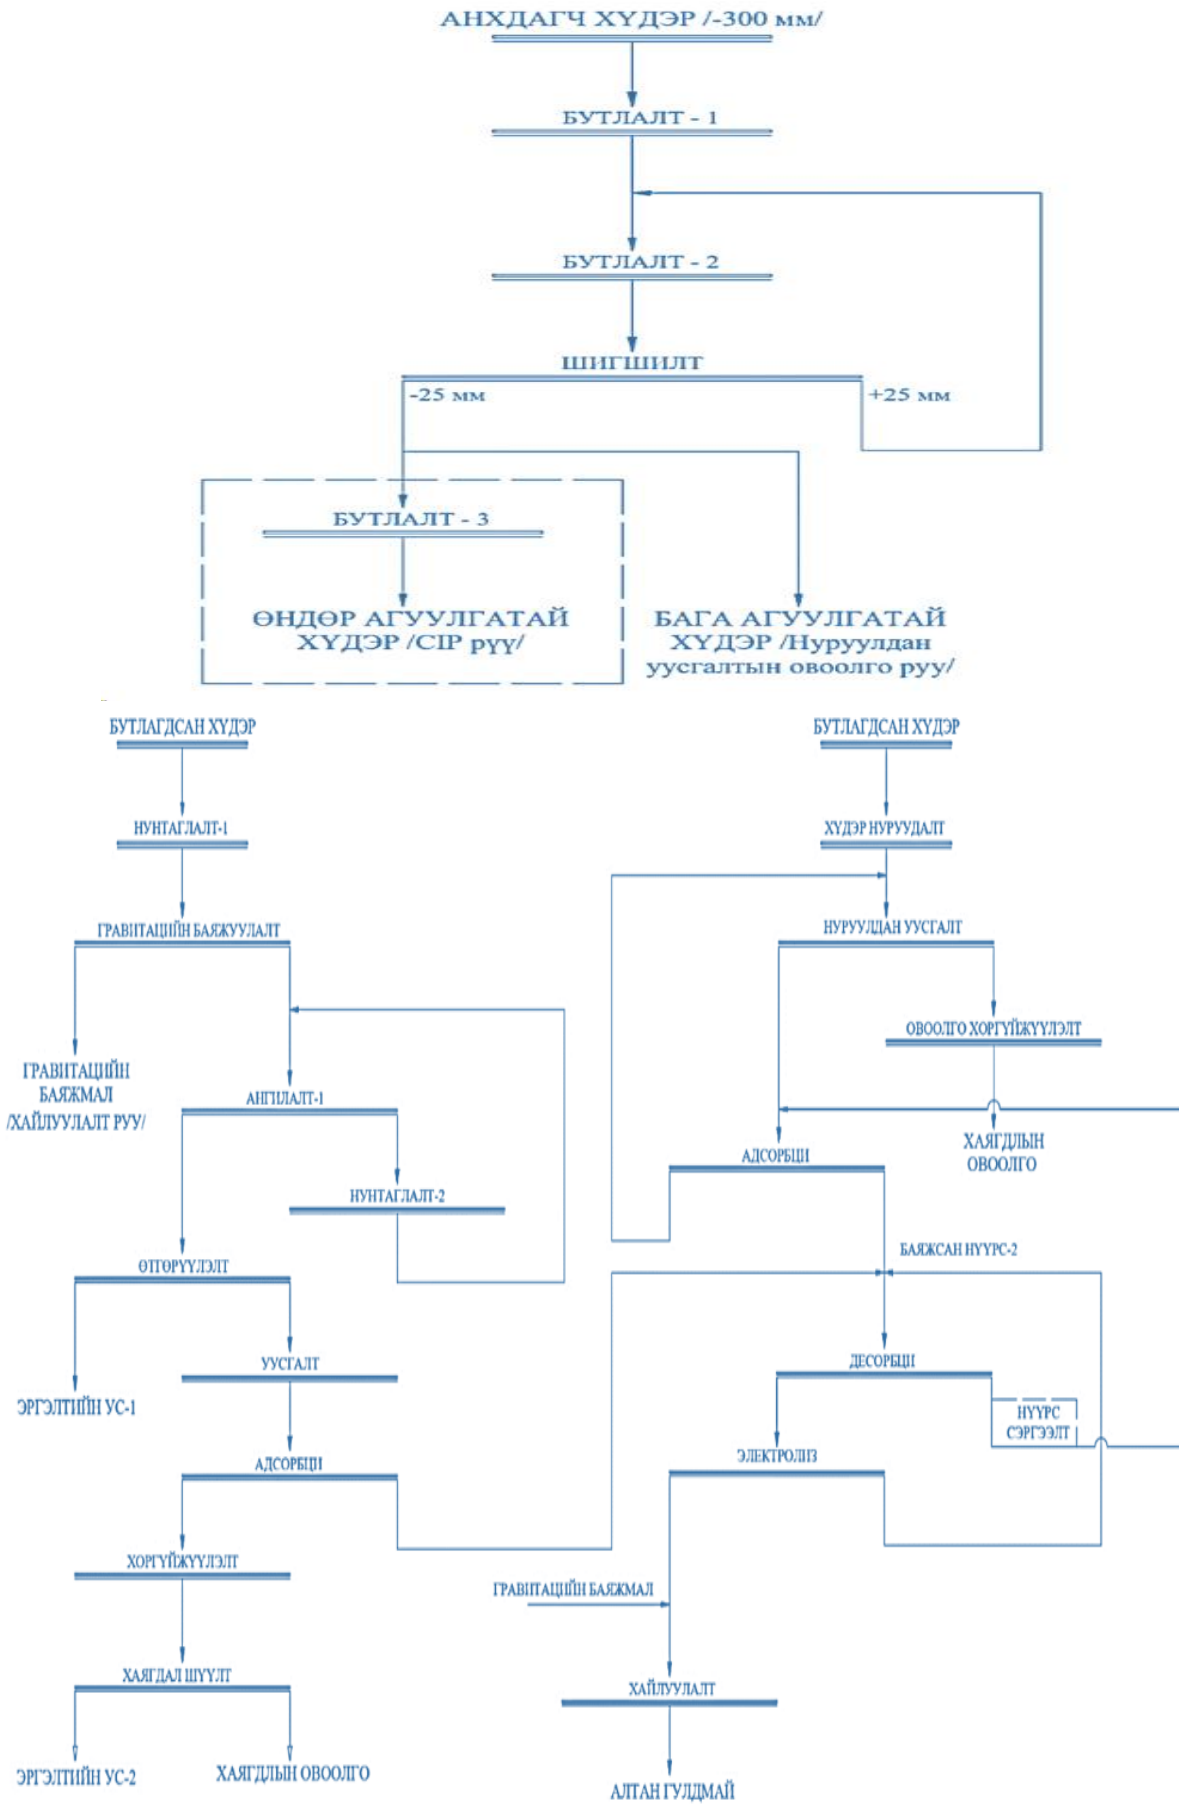 АНХДАГЧ ХҮДЭР /-300 мм/
БУТЛАЛТ - 1
БУТЛАЛТ - 2
ШИГШИЛТ
-25 мм
+25 мм
БУТЛАЛТ - 3
ӨНДӨР АГУУЛГАТАЙ
ХҮДЭР /CIP рүү/
БАГА АГУУЛГАТАЙ
ХҮДЭР /Нуруулдан
уусгалтын овоолго руу/
БУТЛАГДСАН ХҮДЭР
НУНТАГЛАЛТ-1
ГРАВИТАЦИЙН БАЯЖУУЛАЛТ
ГРАВИТАЦИЙН
БАЯЖМАЛ
/ХАЙЛУУЛАЛТ РУУ/
АНГИЛАЛТ-1
НУНТАГЛАЛТ-2
ӨТГӨРҮҮЛЭЛТ
УУСГАЛТ
ЭРГЭЛТИЙН УС-1
АДСОРБЦИ
ХОРГҮЙЖҮҮЛЭЛТ
ХАЯГДАЛ ШҮҮЛТ
ЭРГЭЛТИЙН УС-2
ХАЯГДЛЫН ОВООЛГО
БУТЛАГДСАН ХҮДЭР
ХҮДЭР НУРУУДАЛТ
НУРУУЛДАН УУСГАЛТ
ОВООЛГО ХОРГҮЙЖҮҮЛЭЛТ
ХАЯГДЛЫН
ОВООЛГО
АДСОРБЦИ
БАЯЖСАН НҮҮРС-2
ДЕСОРБЦИ
НҮҮРС
СЭРГЭЭЛТ
ЭЛЕКТРОЛИЗ
ГРАВИТАЦИЙН БАЯЖМАЛ
ХАЙЛУУЛАЛТ
АЛТАН ГУЛДМАЙ